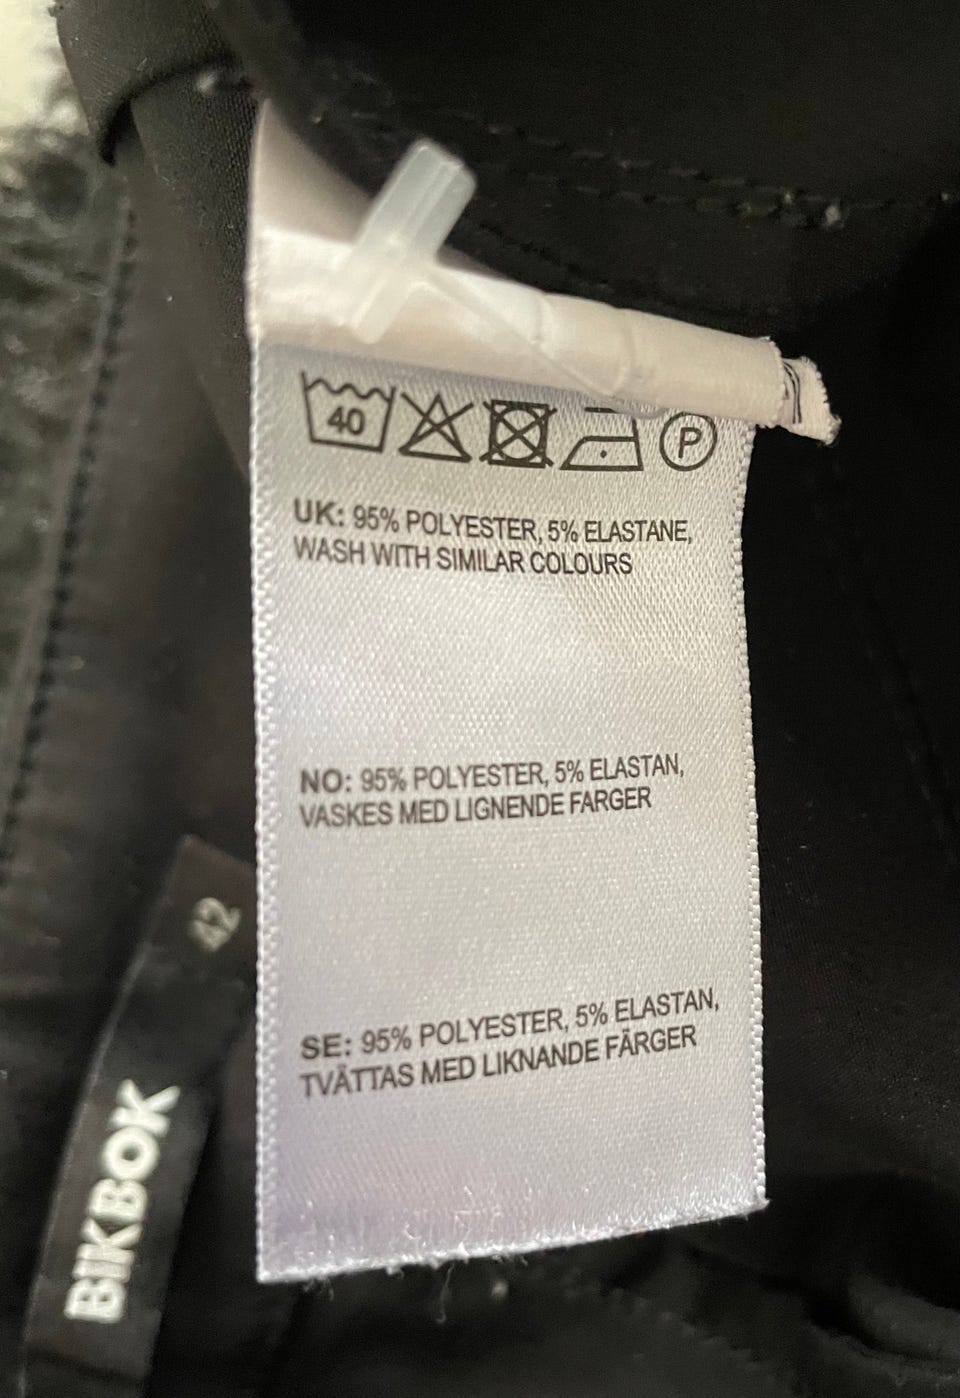 40
P
UK: 95% POLYESTER, 5% ELASTANE,
WASH WITH SIMILAR COLOURS
NO: 95% POLYESTER, 5% ELASTAN,
VASKES MED LIGNENDE FARGER
SE: 95% POLYESTER, 5% ELASTAN,
TVÄTTAS MED LIKNANDE FÄRGER
42
BIKBOK